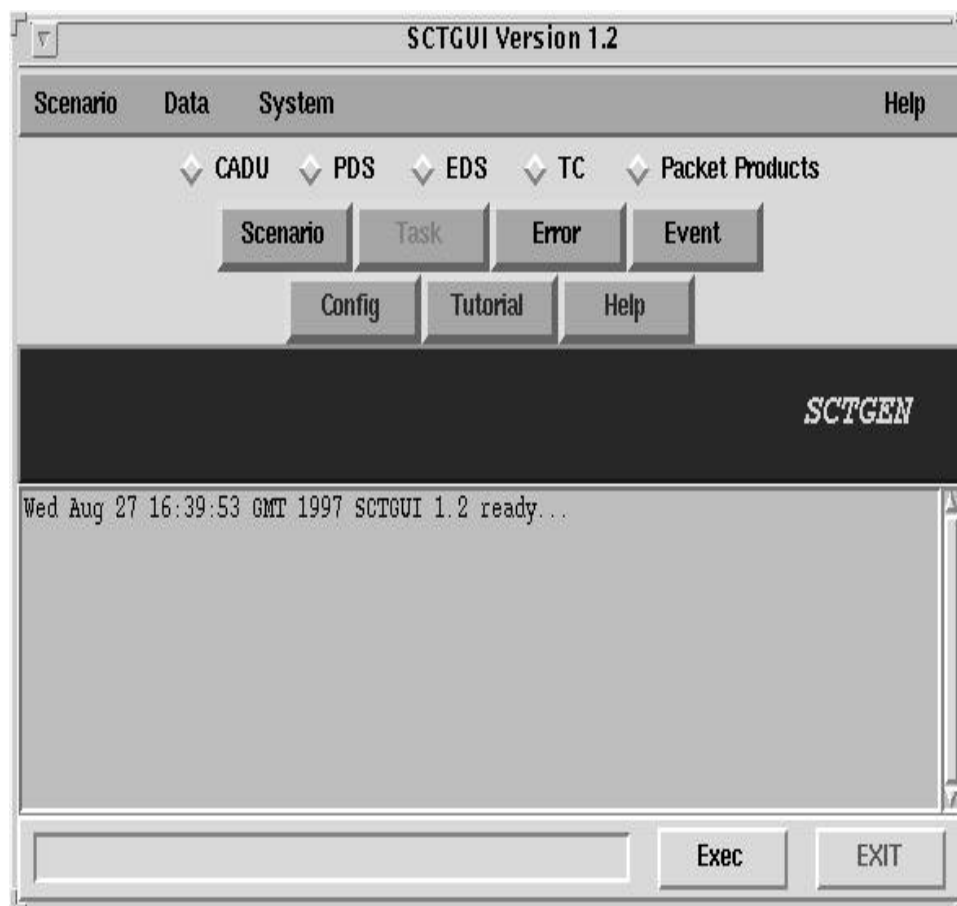 SCTGUI Version 1.2
Scenario Data System Help
CADU PDS EDS TC Packet Products
Scenario Task Error Event
Config Tutorial Help
SCTGEN
Wed Aug 27 16:39:53 GMT 1997 SCTGUI 1.2 ready...
Exec EXIT